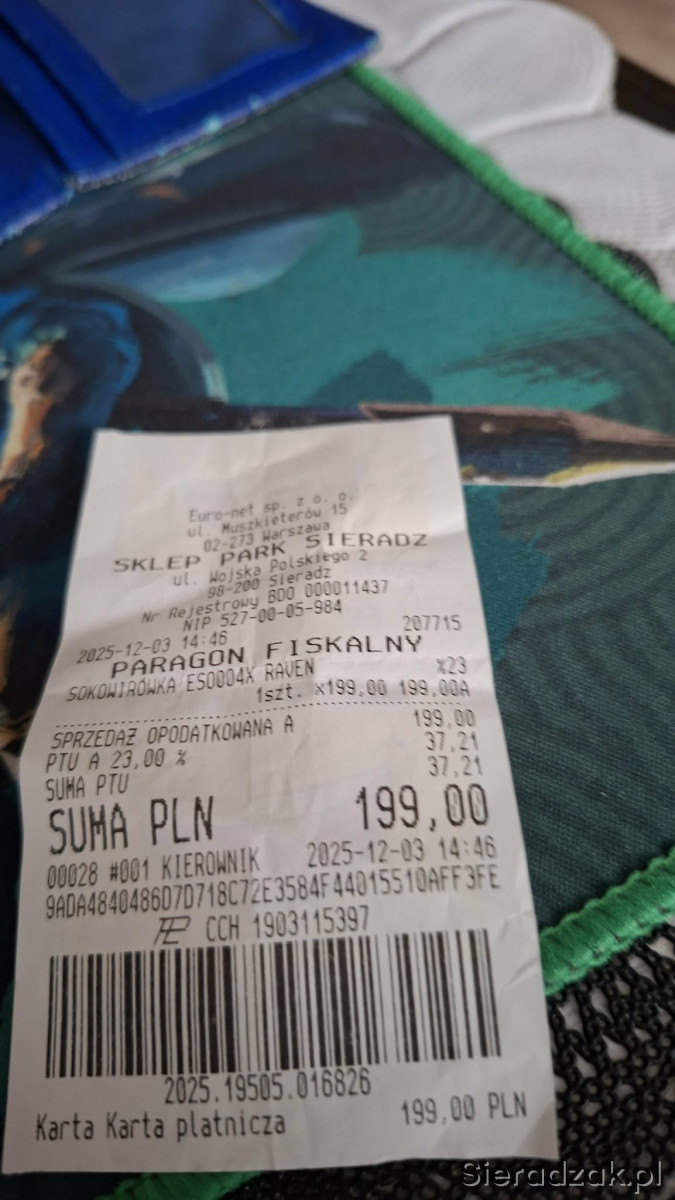 Euro-net sp. z o. o.
ul. Muszkieterów 15
02-273 Warszawa
SKLEP PARK SIERADZ
ul. Wojska Polskiego 2
98-200 Sieradz
Nr Rejestrowy BDO 000011437
NIP 527-00-05-984
2025-12-03 14:46 207715
PARAGON FISKALNY
SOKOWIRÓWKA ESO004X RAVEN %23
1szt. x199,00 199,00A
SPRZEDAŻ OPODATKOWANA A 199,00
PTU A 23,00 % 37,21
SUMA PTU 37,21
SUMA PLN 199,00
00028 #001 KIEROWNIK 2025-12-03 14:46
9ADA4840486D7D718C72E3584F44015510AFF3FE
CCH 1903115397
2025.19505.016826
Karta Karta płatnicza 199,00 PLN
Sieradzak.pl